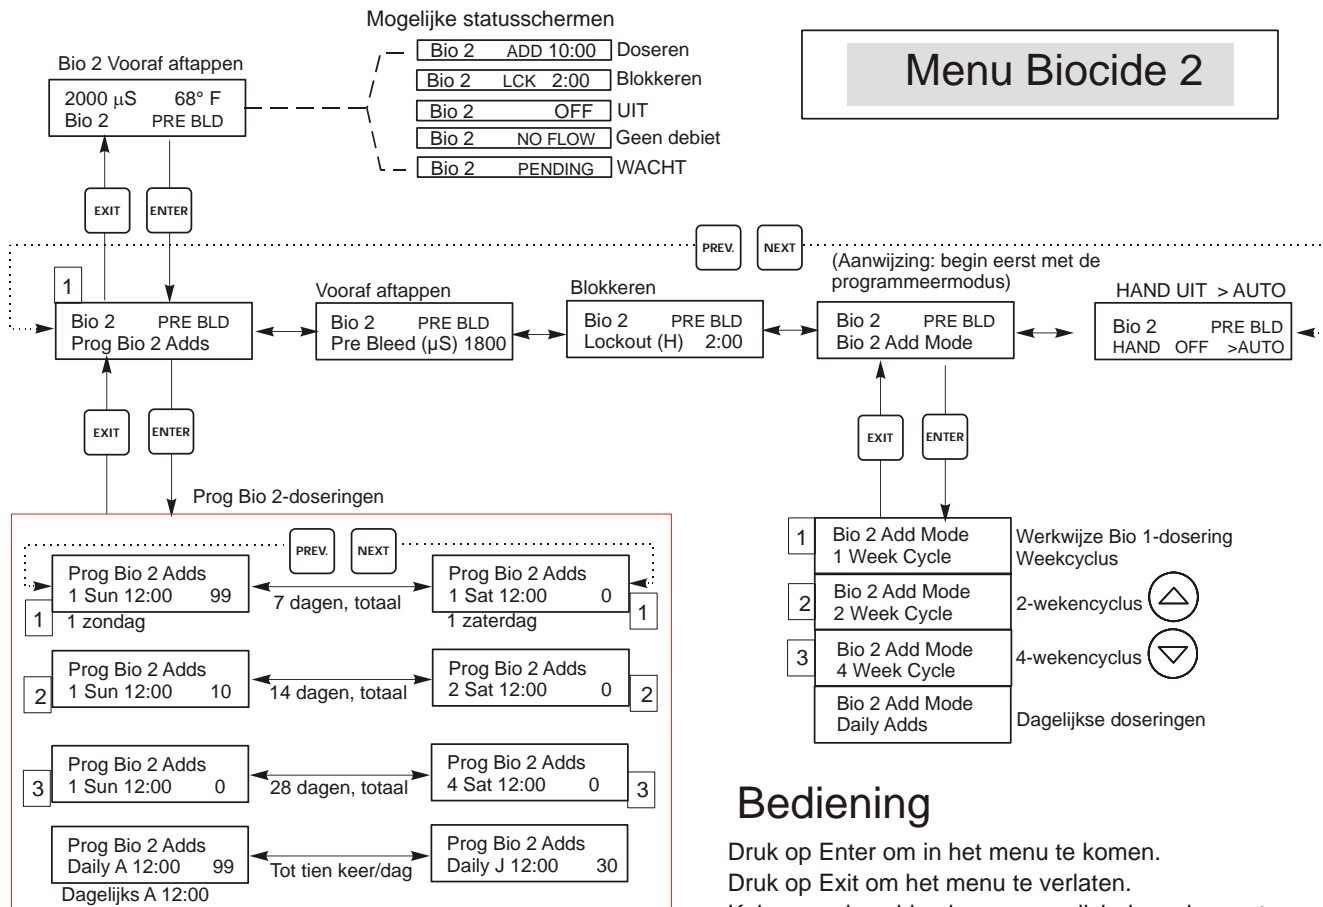 Mogelijke statusschermen
Menu Biocide 2
Bio 2 Vooraf aftappen
2000 µS 68° F
Bio 2 PRE BLD
Bio 2 ADD 10:00 Doseren
Bio 2 LCK 2:00 Blokkeren
Bio 2 OFF UIT
Bio 2 NO FLOW Geen debiet
Bio 2 PENDING WACHT
EXIT ENTER
PREV. NEXT
1
Bio 2 PRE BLD
Prog Bio 2 Adds
Vooraf aftappen
Bio 2 PRE BLD
Pre Bleed (µS) 1800
Blokkeren
Bio 2 PRE BLD
Lockout (H) 2:00
(Aanwijzing: begin eerst met de
programmeermodus)
Bio 2 PRE BLD
Bio 2 Add Mode
HAND UIT > AUTO
Bio 2 PRE BLD
HAND OFF >AUTO
EXIT ENTER
EXIT ENTER
Prog Bio 2-doseringen
PREV. NEXT
Prog Bio 2 Adds
1 Sun 12:00 99
1
1 zondag
7 dagen, totaal
Prog Bio 2 Adds
1 Sat 12:00 0
1
1 zaterdag
Prog Bio 2 Adds
1 Sun 12:00 10
2
14 dagen, totaal
Prog Bio 2 Adds
2 Sat 12:00 0
2
Prog Bio 2 Adds
1 Sun 12:00 0
3
28 dagen, totaal
Prog Bio 2 Adds
4 Sat 12:00 0
3
Prog Bio 2 Adds
Daily A 12:00 99
Dagelijks A 12:00
Tot tien keer/dag
Prog Bio 2 Adds
Daily J 12:00 30
1
Bio 2 Add Mode
1 Week Cycle
Werkwijze Bio 1-dosering
Weekcyclus
2
Bio 2 Add Mode
2 Week Cycle
2-wekencyclus
3
Bio 2 Add Mode
4 Week Cycle
4-wekencyclus
Bio 2 Add Mode
Daily Adds
Dagelijkse doseringen
Bediening
Druk op Enter om in het menu te komen.
Druk op Exit om het menu te verlaten.